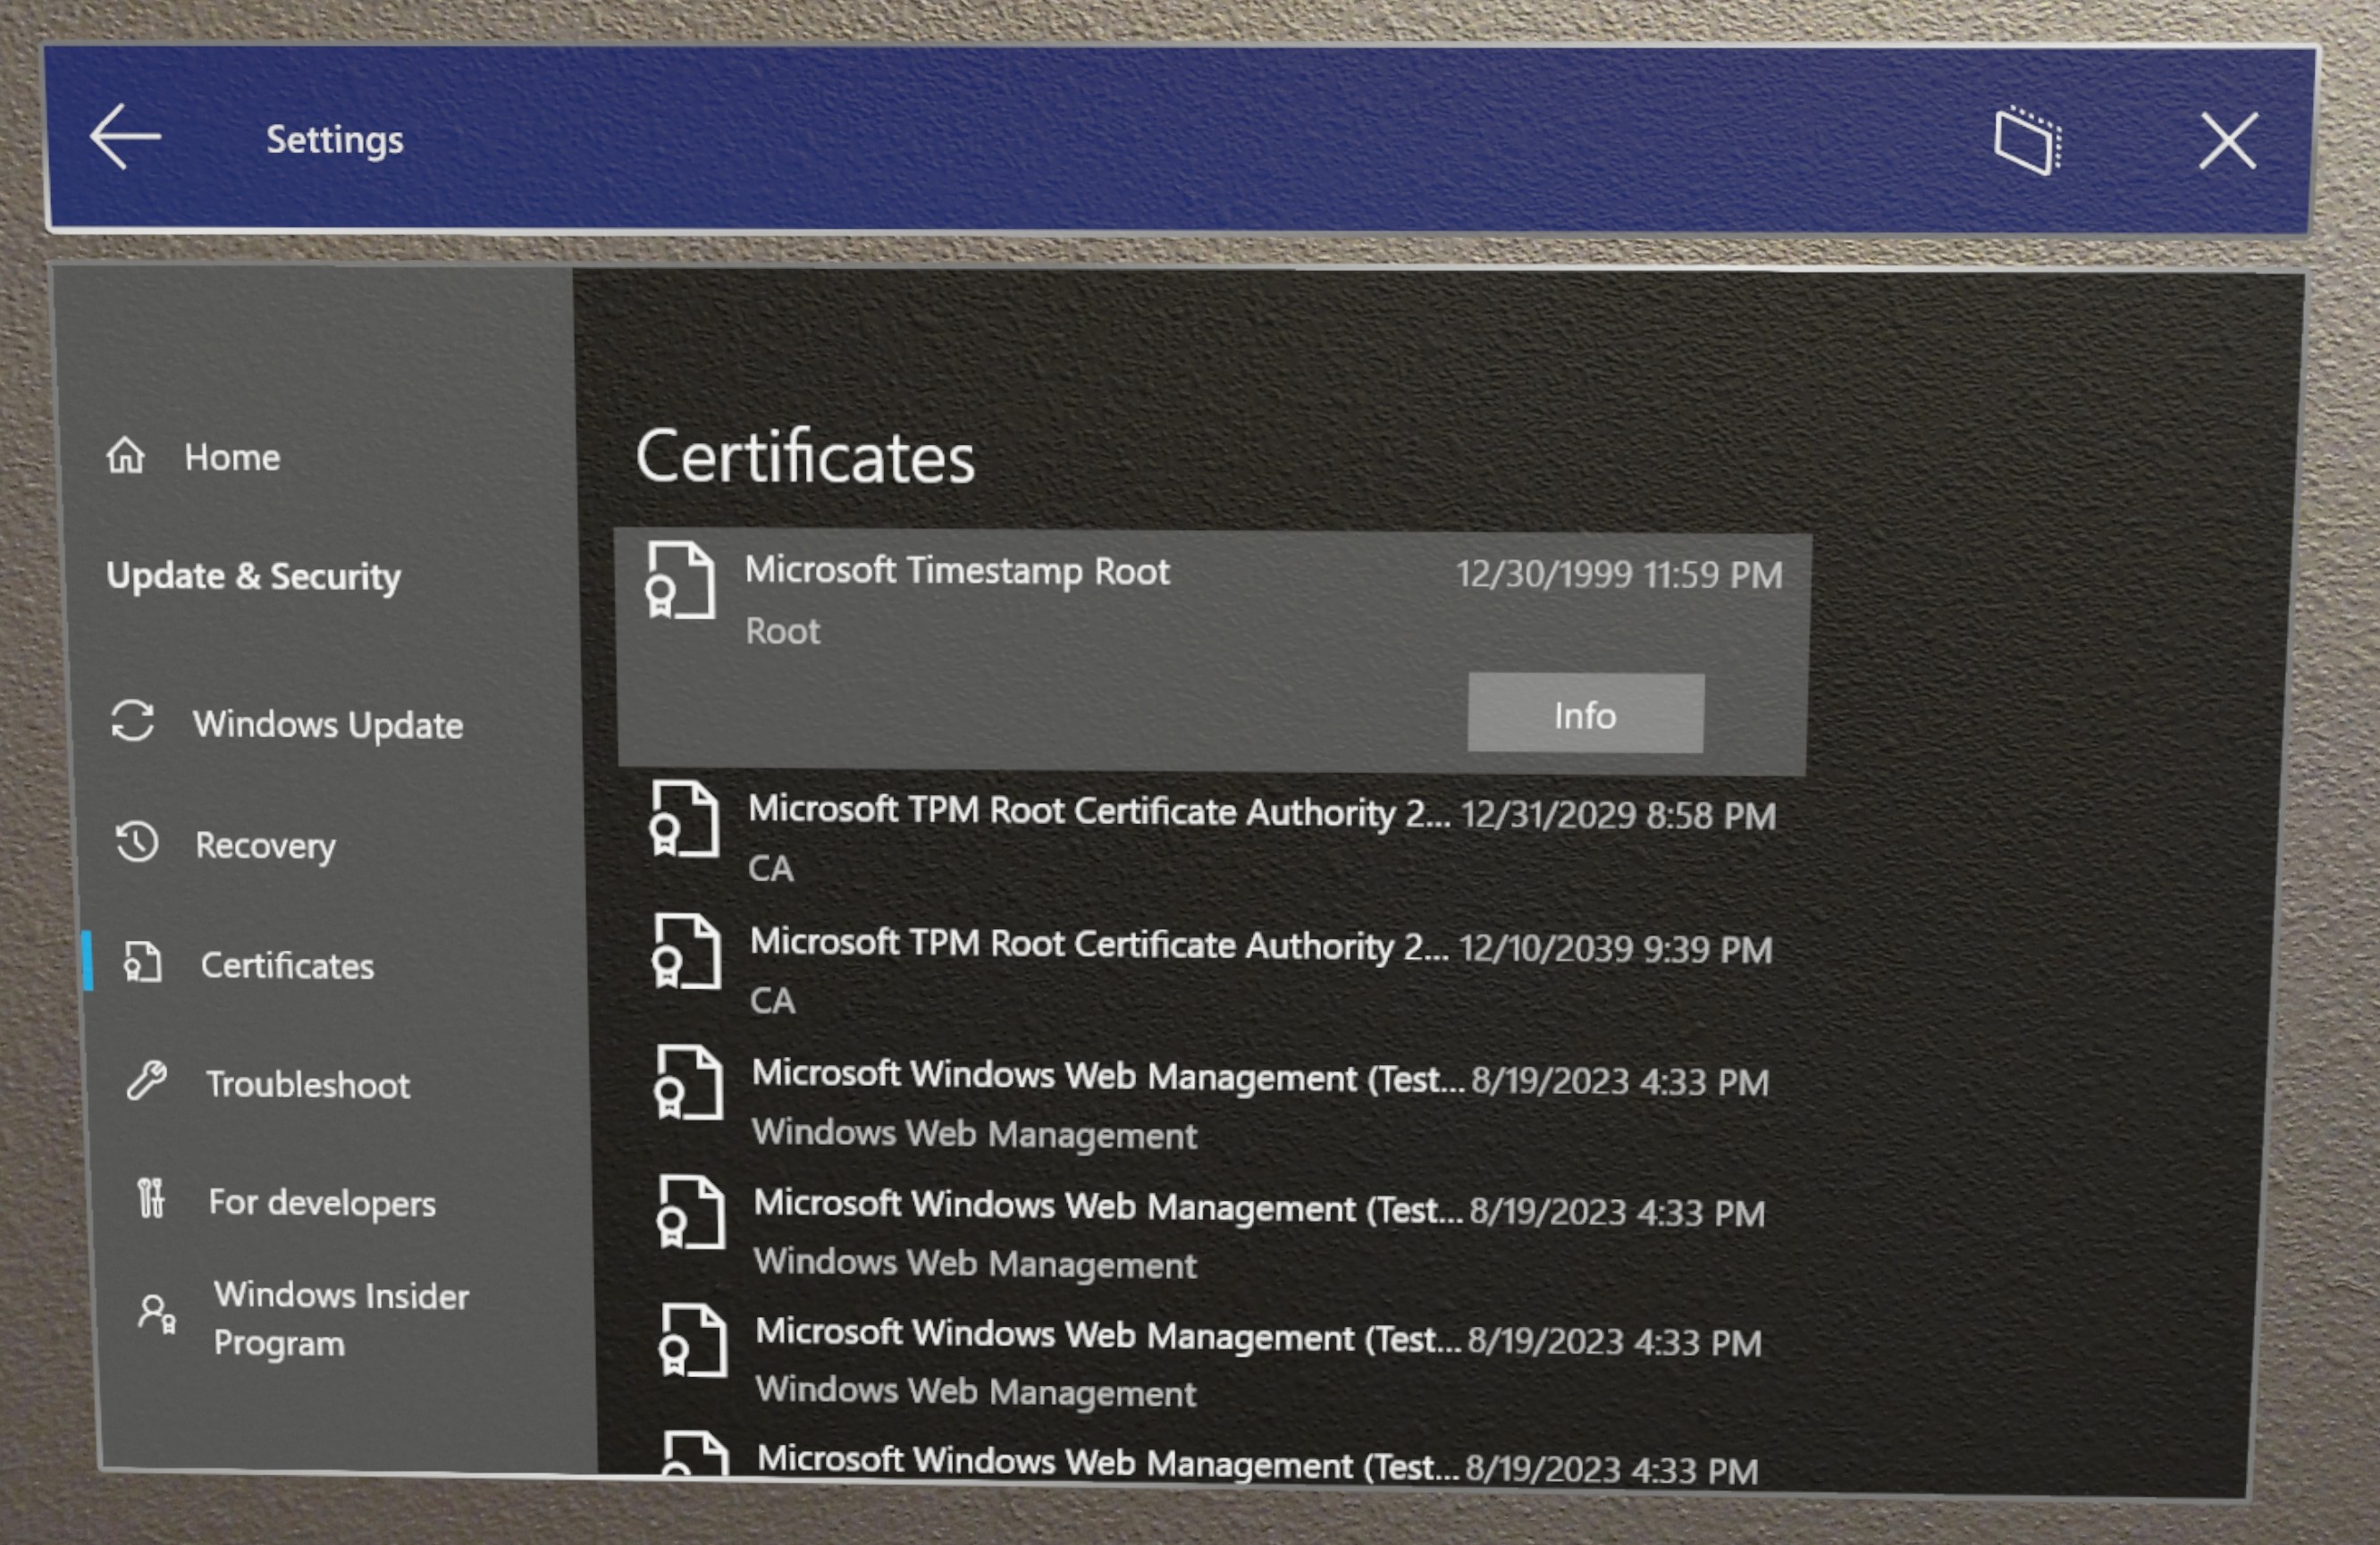 Settings
Home
Update & Security
Windows Update
Recovery
Certificates
Troubleshoot
For developers
Windows Insider
Program
Certificates
Microsoft Timestamp Root 12/30/1999 11:59 PM
Root
Info
Microsoft TPM Root Certificate Authority 2... 12/31/2029 8:58 PM
CA
Microsoft TPM Root Certificate Authority 2... 12/10/2039 9:39 PM
CA
Microsoft Windows Web Management (Test... 8/19/2023 4:33 PM
Windows Web Management
Microsoft Windows Web Management (Test... 8/19/2023 4:33 PM
Windows Web Management
Microsoft Windows Web Management (Test... 8/19/2023 4:33 PM
Windows Web Management
Microsoft Windows Web Management (Test... 8/19/2023 4:33 PM